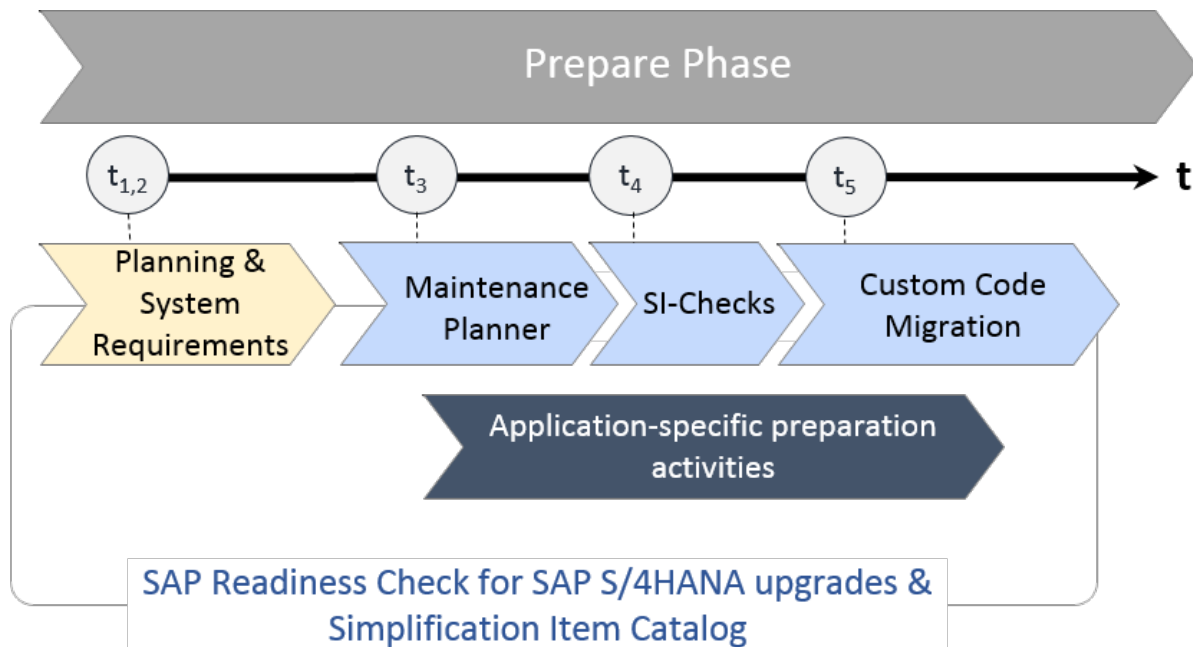 Prepare Phase
t1,2
t3
t4
t5
t
Planning &
System
Requirements
Maintenance
Planner
SI-Checks
Custom Code
Migration
Application-specific preparation
activities
SAP Readiness Check for SAP S/4HANA upgrades &
Simplification Item Catalog